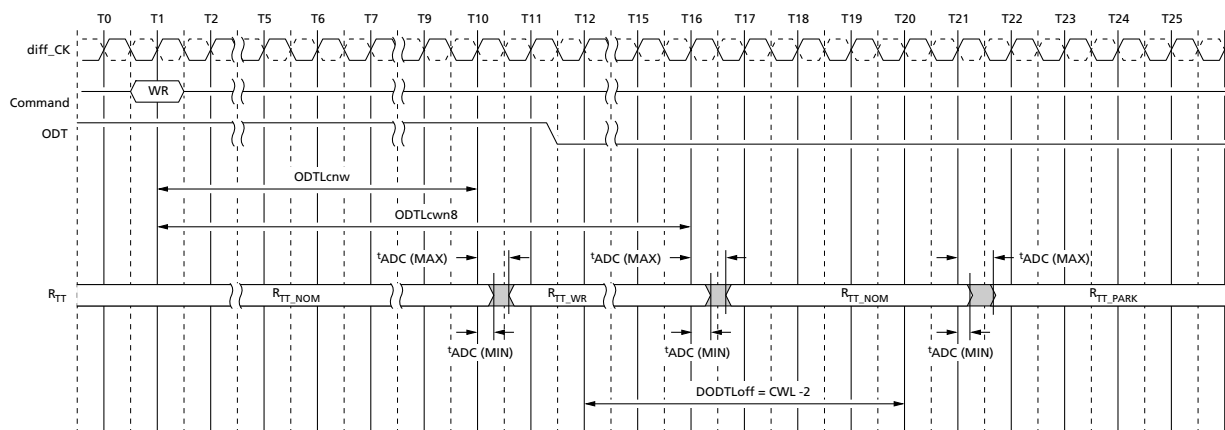 T0 T1 T2 T5 T6 T7 T9 T10 T11 T12 T15 T16 T17 T18 T19 T20 T21 T22 T23 T24 T25
diff_CK
Command WR
ODT
ODTLcnw
ODTLcwn8
tADC (MAX) tADC (MAX) tADC (MAX)
RTT RTT_NOM RTT_WR RTT_NOM RTT_PARK
tADC (MIN) tADC (MIN) tADC (MIN)
DODTLoff = CWL -2